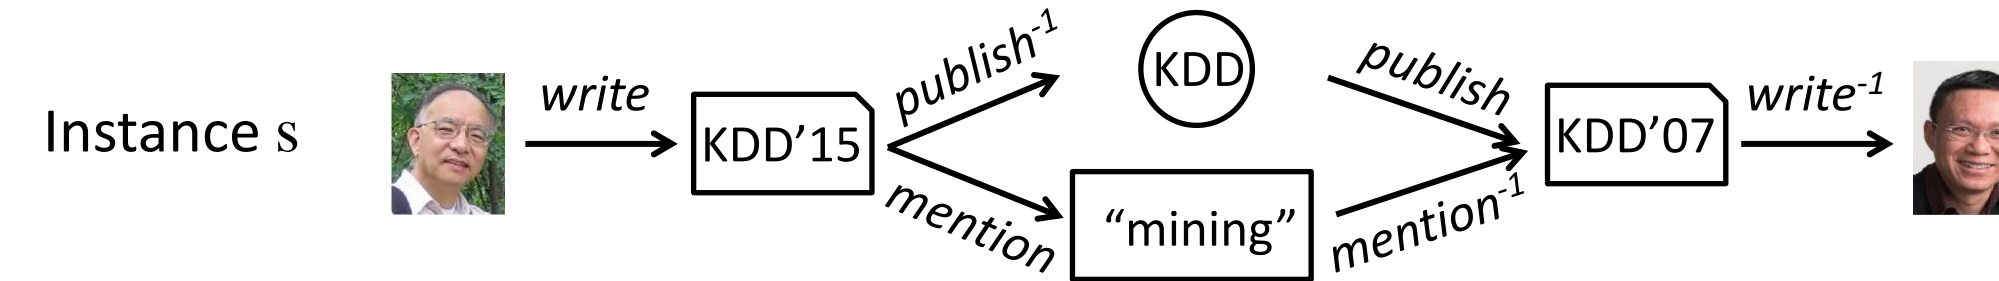 Instance s
write
KDD'15
publish⁻¹
mention
KDD
"mining"
publish
mention⁻¹
KDD'07
write⁻¹